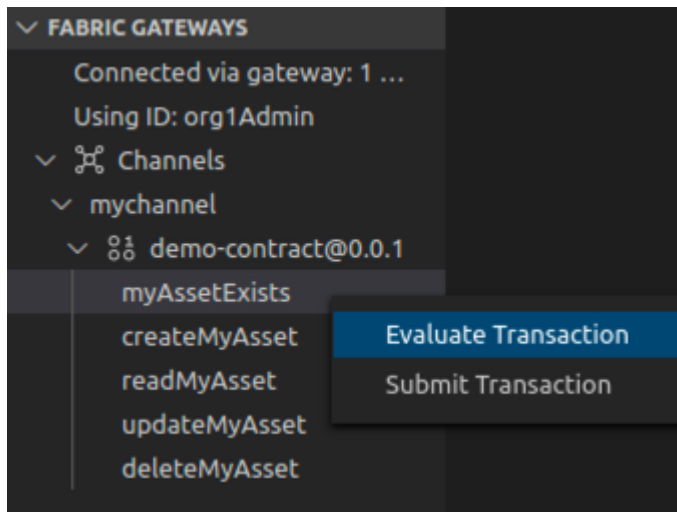 FABRIC GATEWAYS
Connected via gateway: 1 ...
Using ID: org1Admin
Channels
mychannel
demo-contract@0.0.1
myAssetExists
createMyAsset
Evaluate Transaction
readMyAsset
Submit Transaction
updateMyAsset
deleteMyAsset